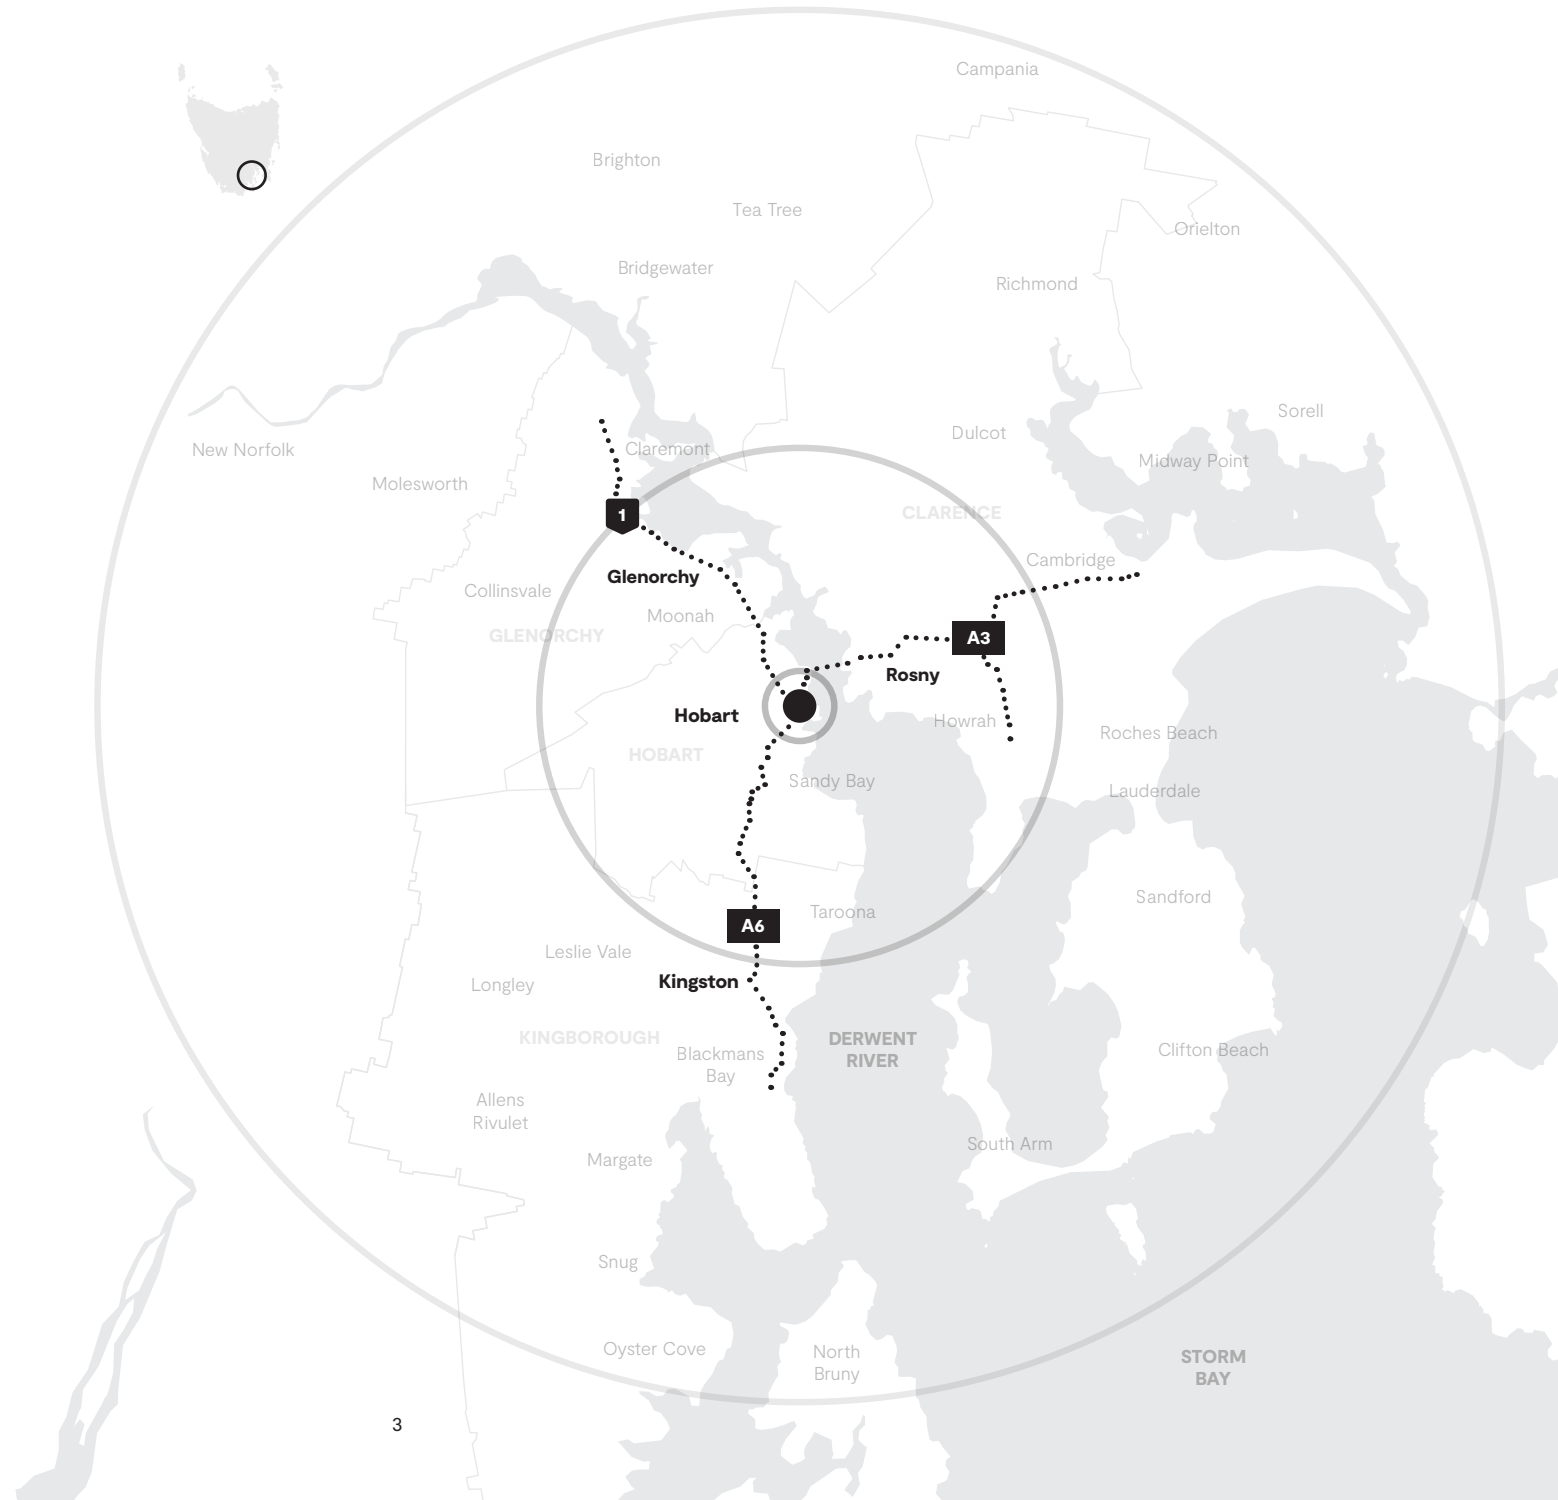 Campania
Brighton
Tea Tree
Orielton
Bridgewater
Richmond
Sorell
Dulcot
New Norfolk
Claremont
Midway Point
Molesworth
CLARENCE
1
Cambridge
Glenorchy
Collinsvale
Moonah
GLENORCHY
A3
Rosny
Hobart
Howrah
Roches Beach
HOBART
Sandy Bay
Lauderdale
Sandford
Taroona
A6
Leslie Vale
Kingston
Longley
KINGBOROUGH
DERWENT
RIVER
Blackmans
Bay
Clifton Beach
Allens
Rivulet
South Arm
Margate
Snug
Oyster Cove
North
Bruny
STORM
BAY
3